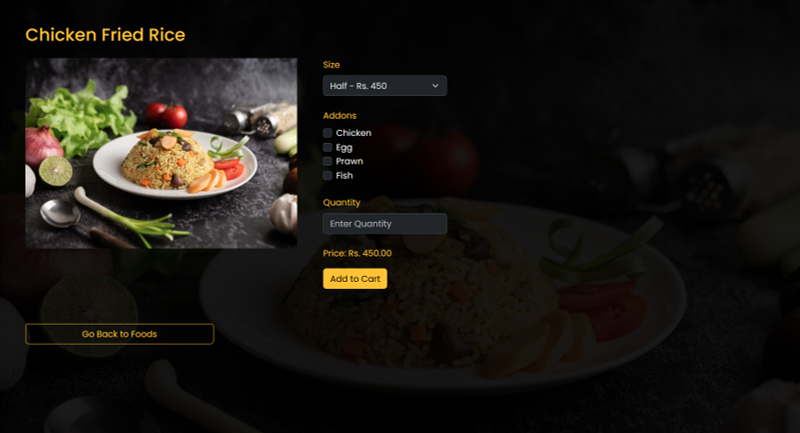 Chicken Fried Rice
Size
Half - Rs. 450
Addons
Chicken
Egg
Prawn
Fish
Quantity
Enter Quantity
Price: Rs. 450.00
Add to Cart
Go Back to Foods